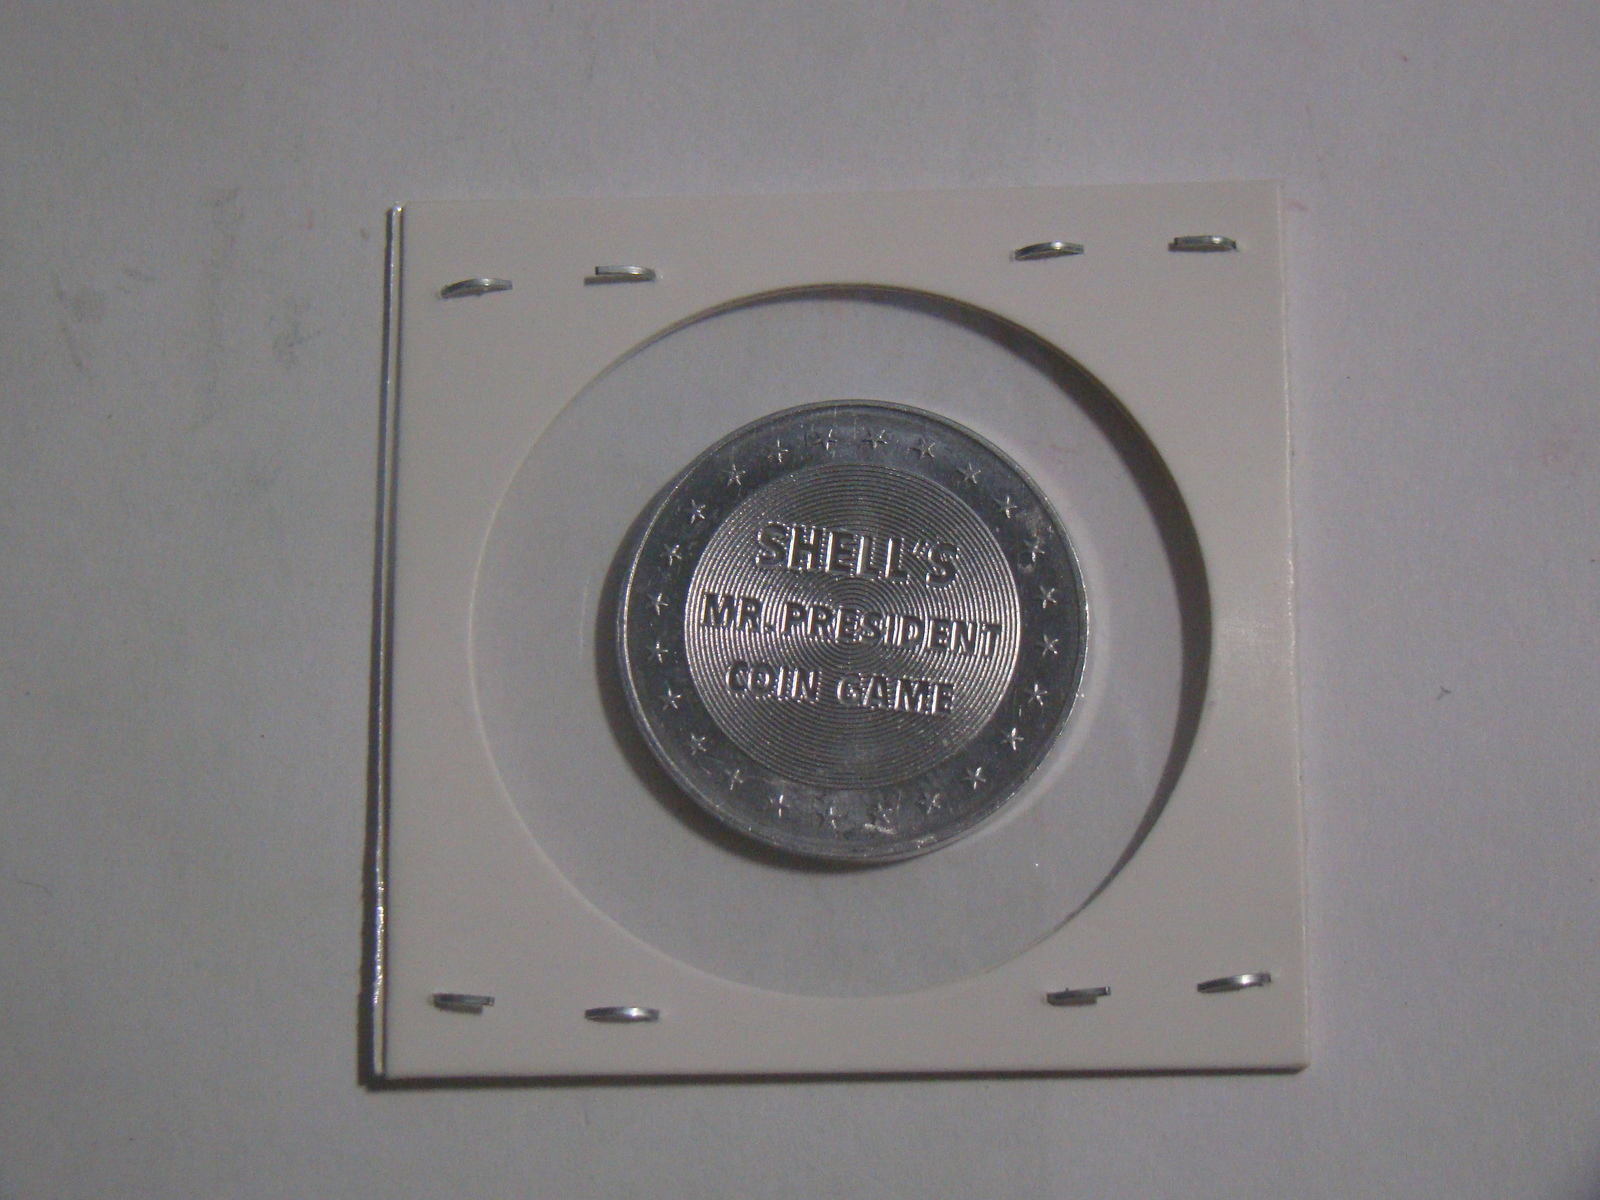 SHELL'S
MR. PRESIDENT
COIN GAME